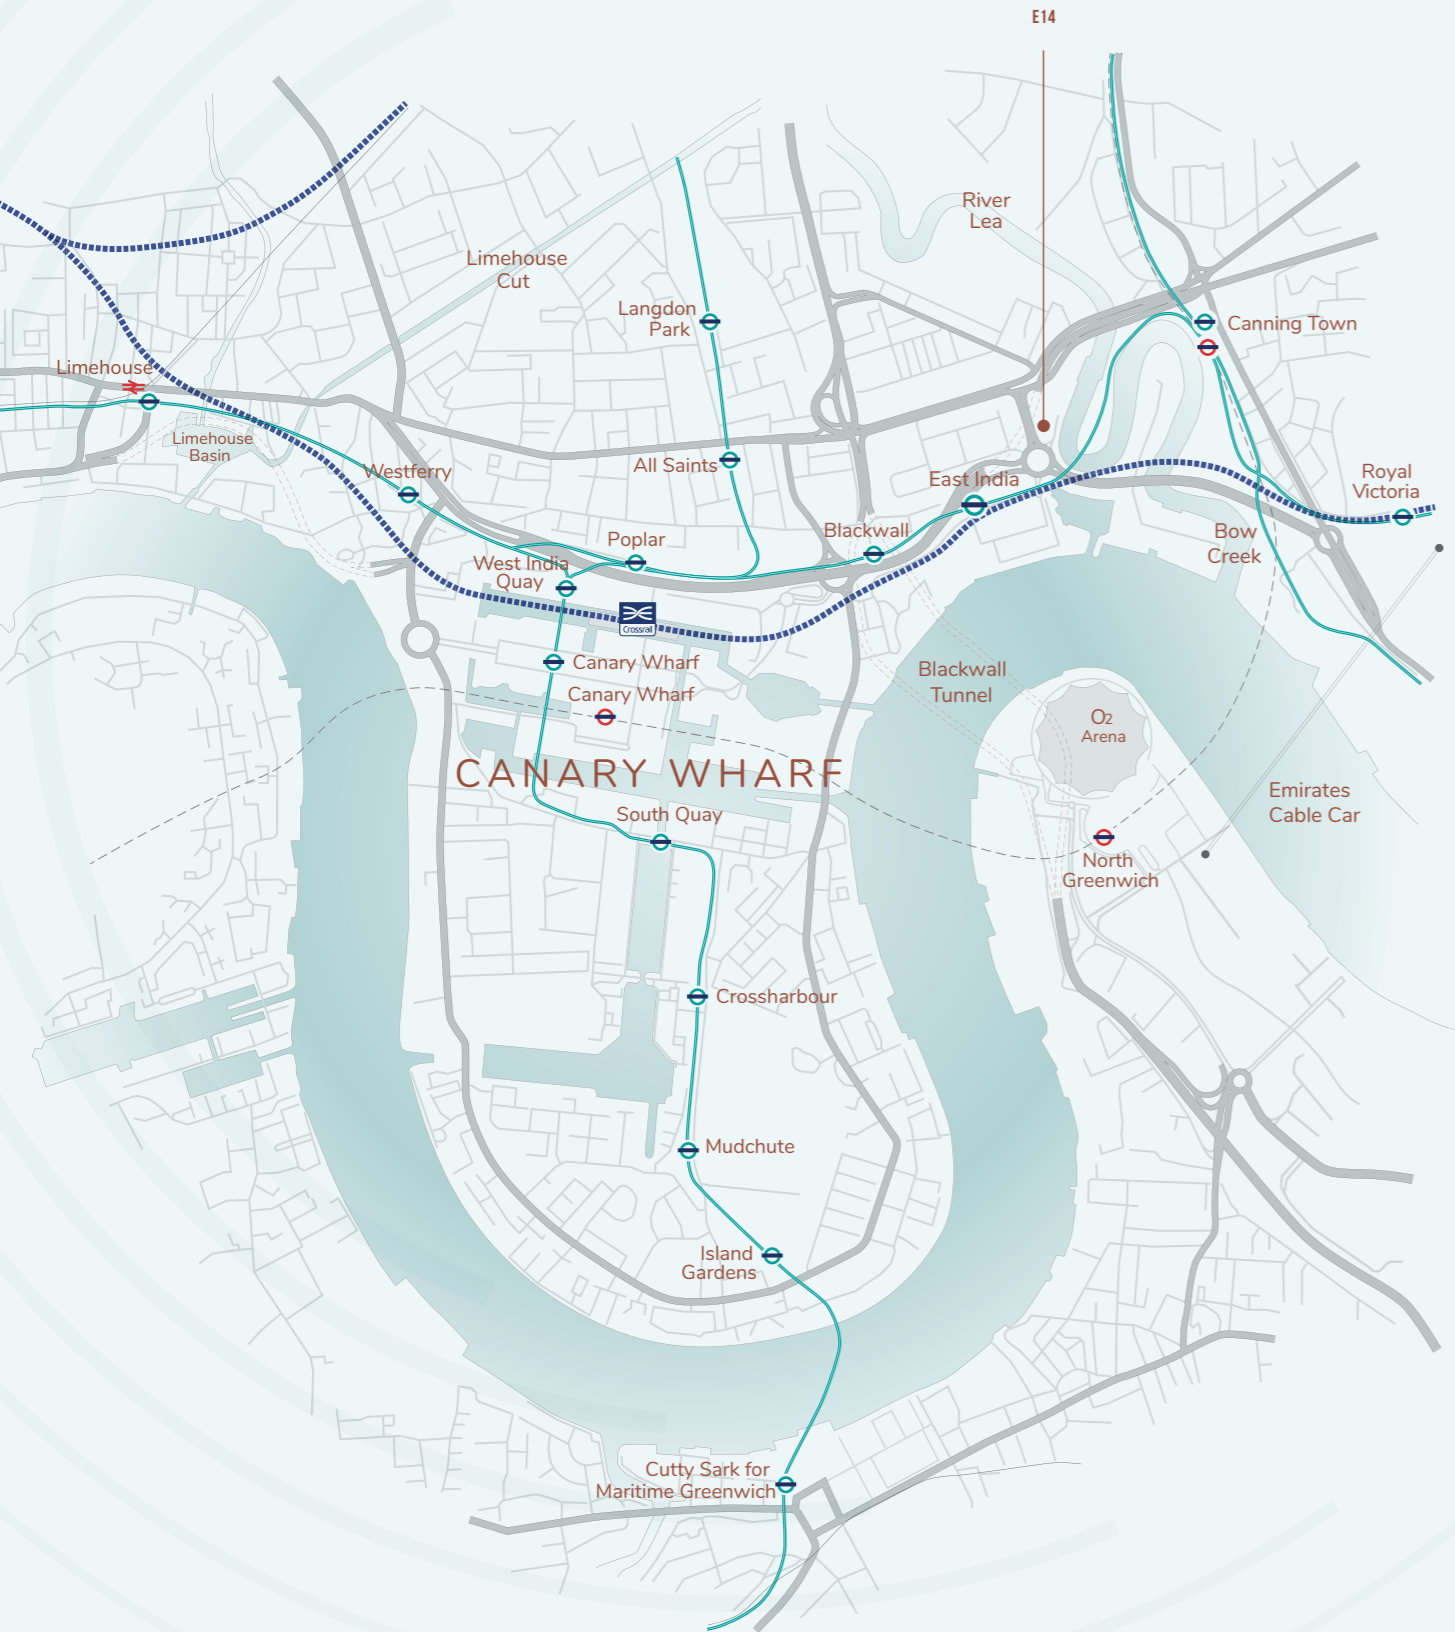 E14
River
Lea
Limehouse
Cut
Langdon
Park
Canning Town
Limehouse
Limehouse
Basin
Westferry
All Saints
East India
Royal
Victoria
Blackwall
Bow
Creek
Poplar
West India
Quay
Crossrail
Canary Wharf
Canary Wharf
Blackwall
Tunnel
O2
Arena
CANARY WHARF
Emirates
Cable Car
South Quay
North
Greenwich
Crossharbour
Mudchute
Island
Gardens
Cutty Sark for
Maritime Greenwich